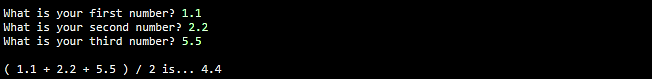 What is your first number? 1.1
What is your second number? 2.2
What is your third number? 5.5
( 1.1 + 2.2 + 5.5 ) / 2 is... 4.4